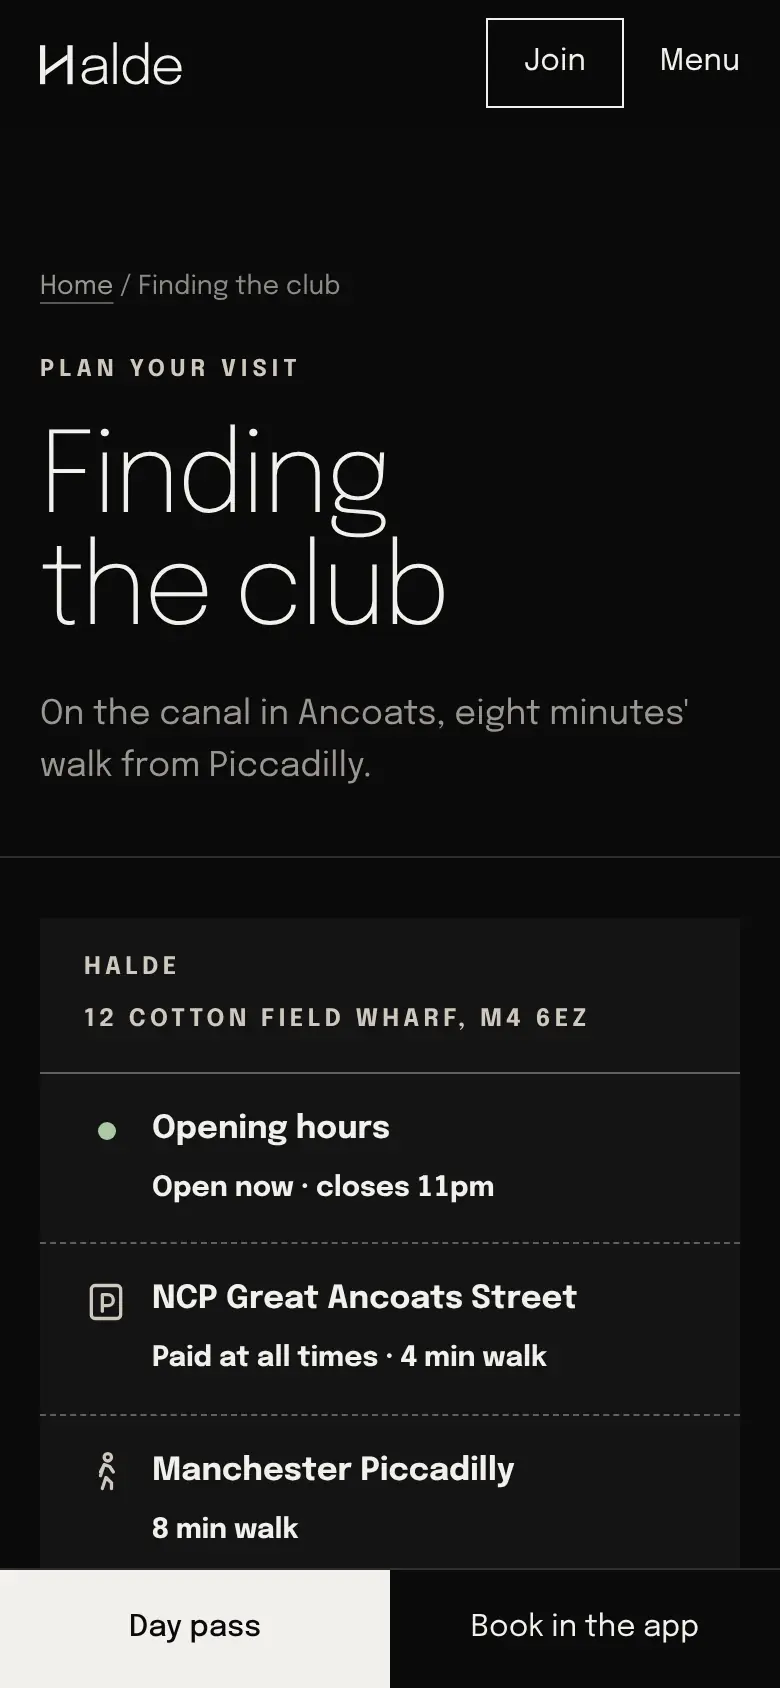 Halde
Join
Menu
Home / Finding the club
PLAN YOUR VISIT
Finding
the club
On the canal in Ancoats, eight minutes'
walk from Piccadilly.
HALDE
12 COTTON FIELD WHARF, M4 6EZ
Opening hours
Open now · closes 11pm
P
NCP Great Ancoats Street
Paid at all times · 4 min walk
Manchester Piccadilly
8 min walk
Day pass
Book in the app